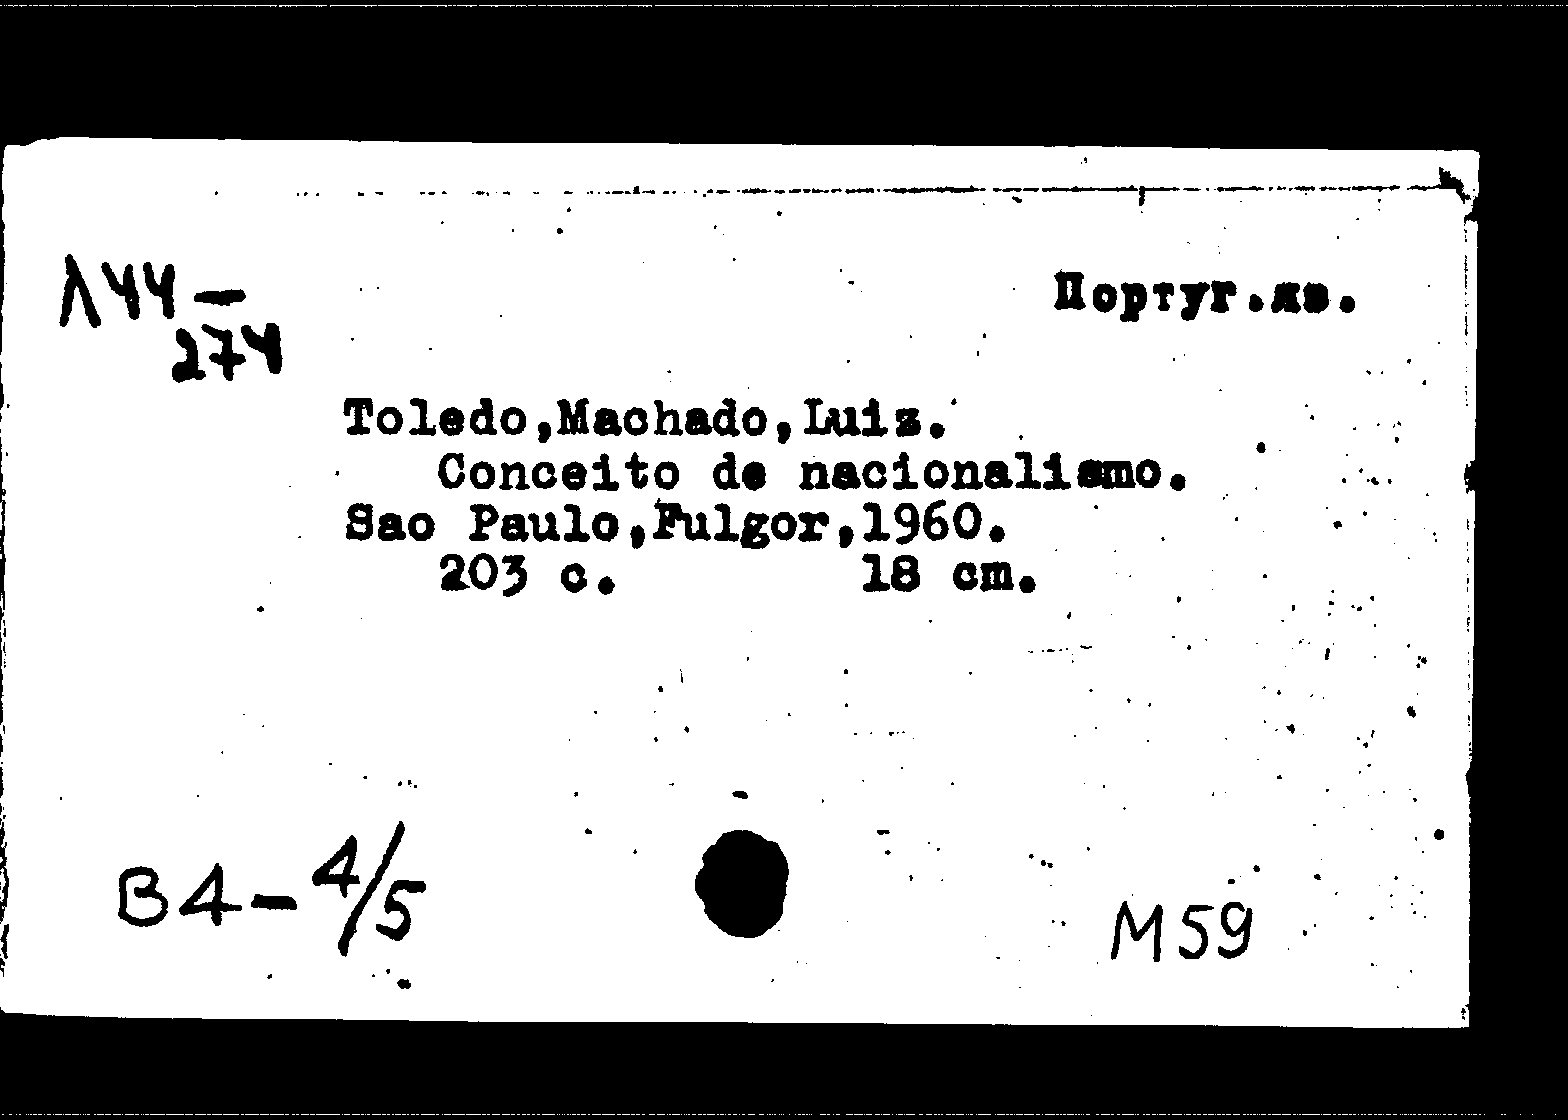 Л44-
274
Португ.яз.
Toledo,Machado,Luiz.
Conceito de nacionalismo.
Sao Paulo,Fulgor,1960.
203 с. 18 cm.
В4-4/5
М59